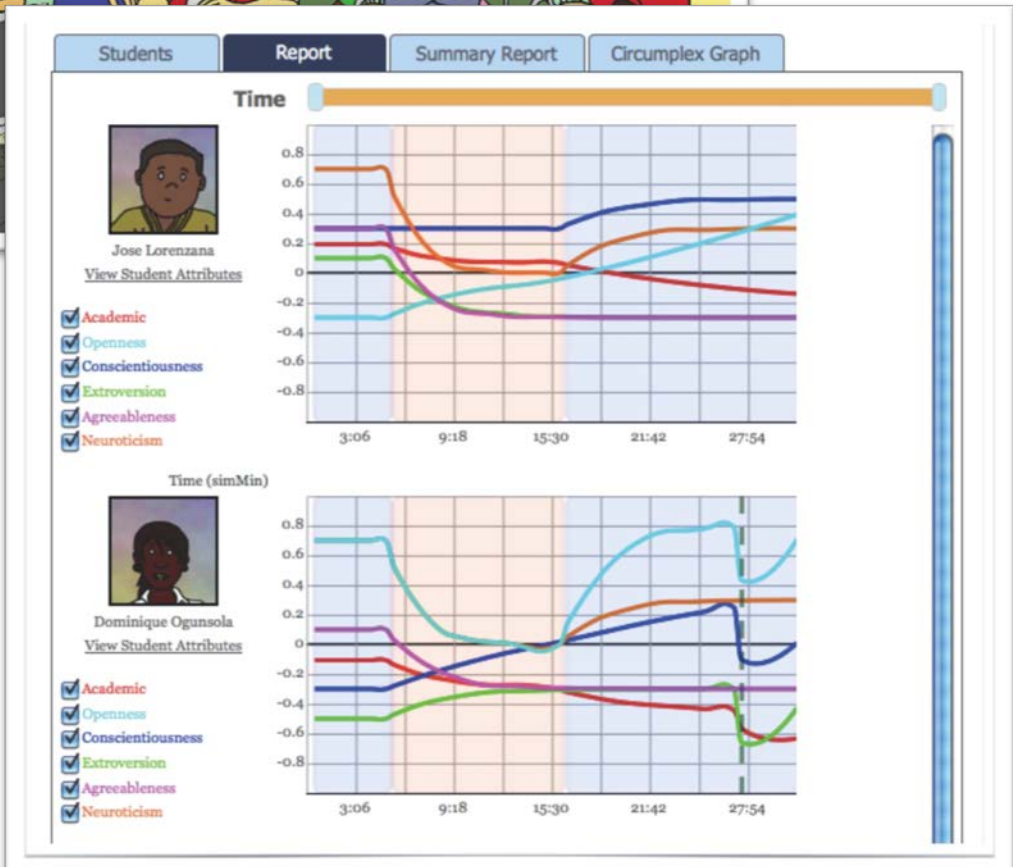 Students Report Summary Report Circumplex Graph
Time
0.8
0.6
0.4
0.2
0
-0.2
-0.4
-0.6
-0.8
3:06 9:18 15:30 21:42 27:54
Jose Lorenzana
View Student Attributes
Academic
Openness
Conscientiousness
Extroversion
Agreeableness
Neuroticism
Time (simMin)
0.8
0.6
0.4
0.2
0
-0.2
-0.4
-0.6
-0.8
3:06 9:18 15:30 21:42 27:54
Dominique Ogunsola
View Student Attributes
Academic
Openness
Conscientiousness
Extroversion
Agreeableness
Neuroticism